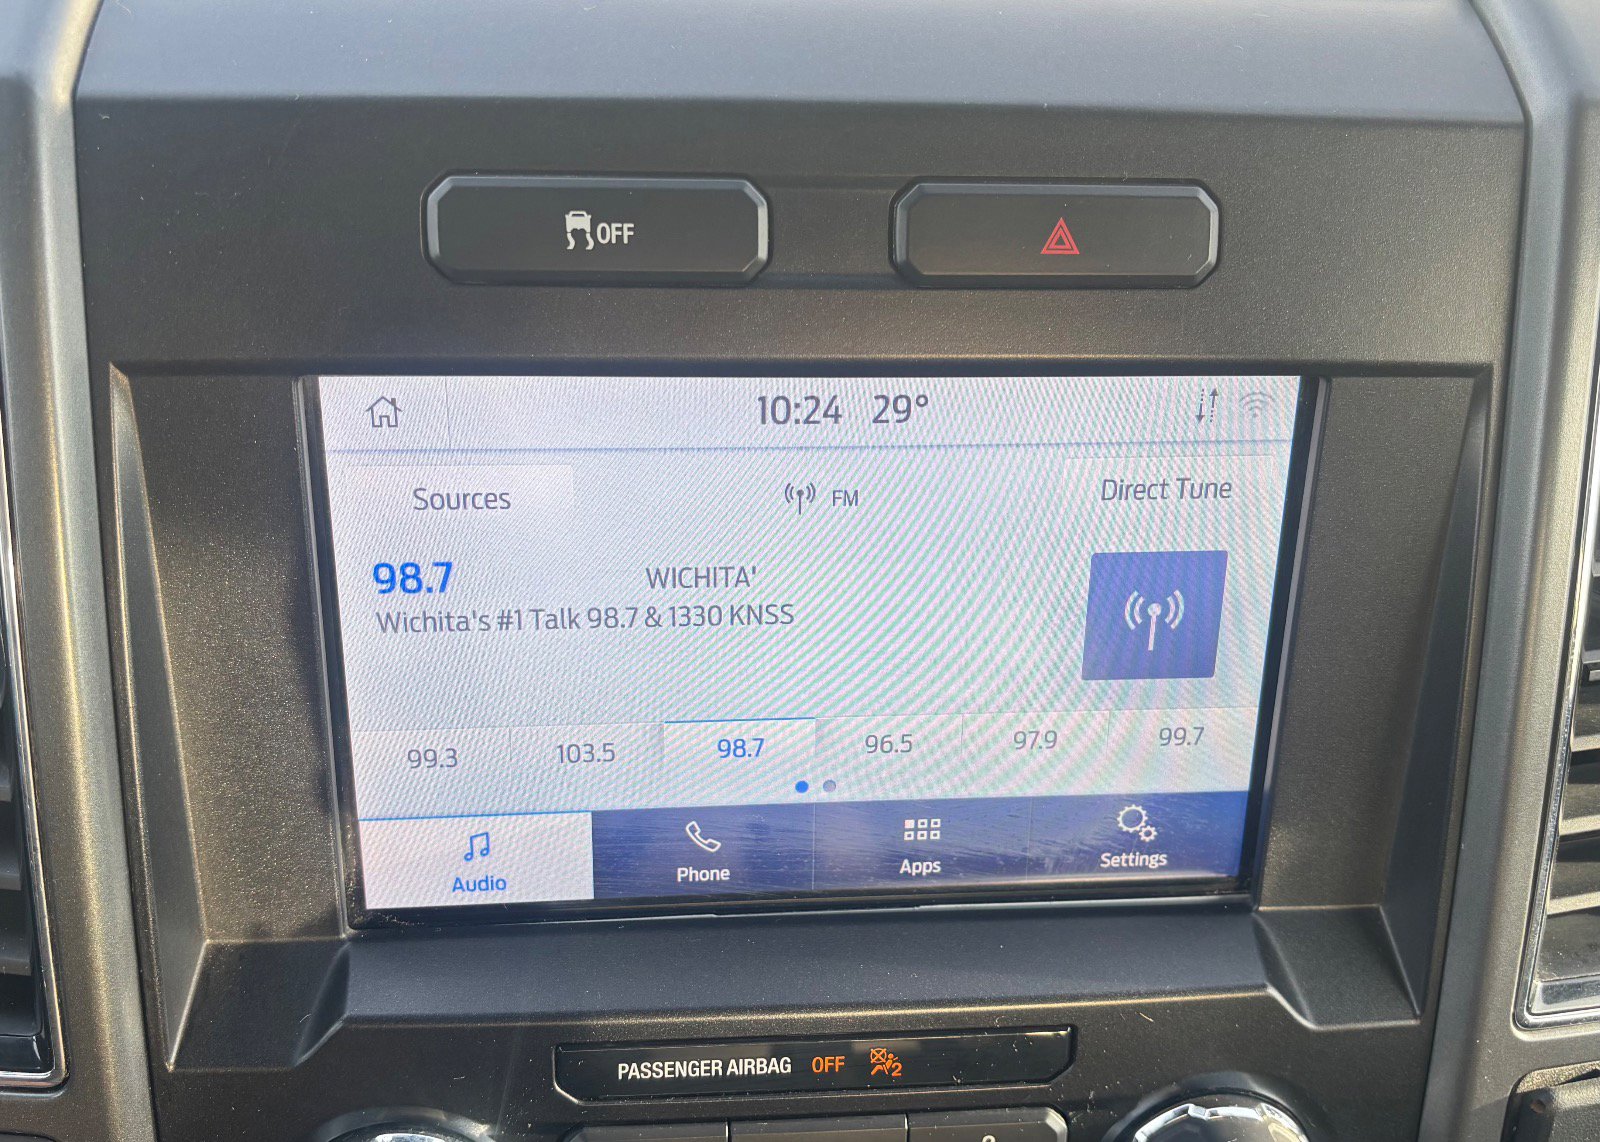 OFF
10:24 29°
Sources FM Direct Tune
98.7 WICHITA'
Wichita's #1 Talk 98.7 & 1330 KNSS
99.3 103.5 98.7 96.5 97.9 99.7
Audio Phone Apps Settings
PASSENGER AIRBAG OFF 2